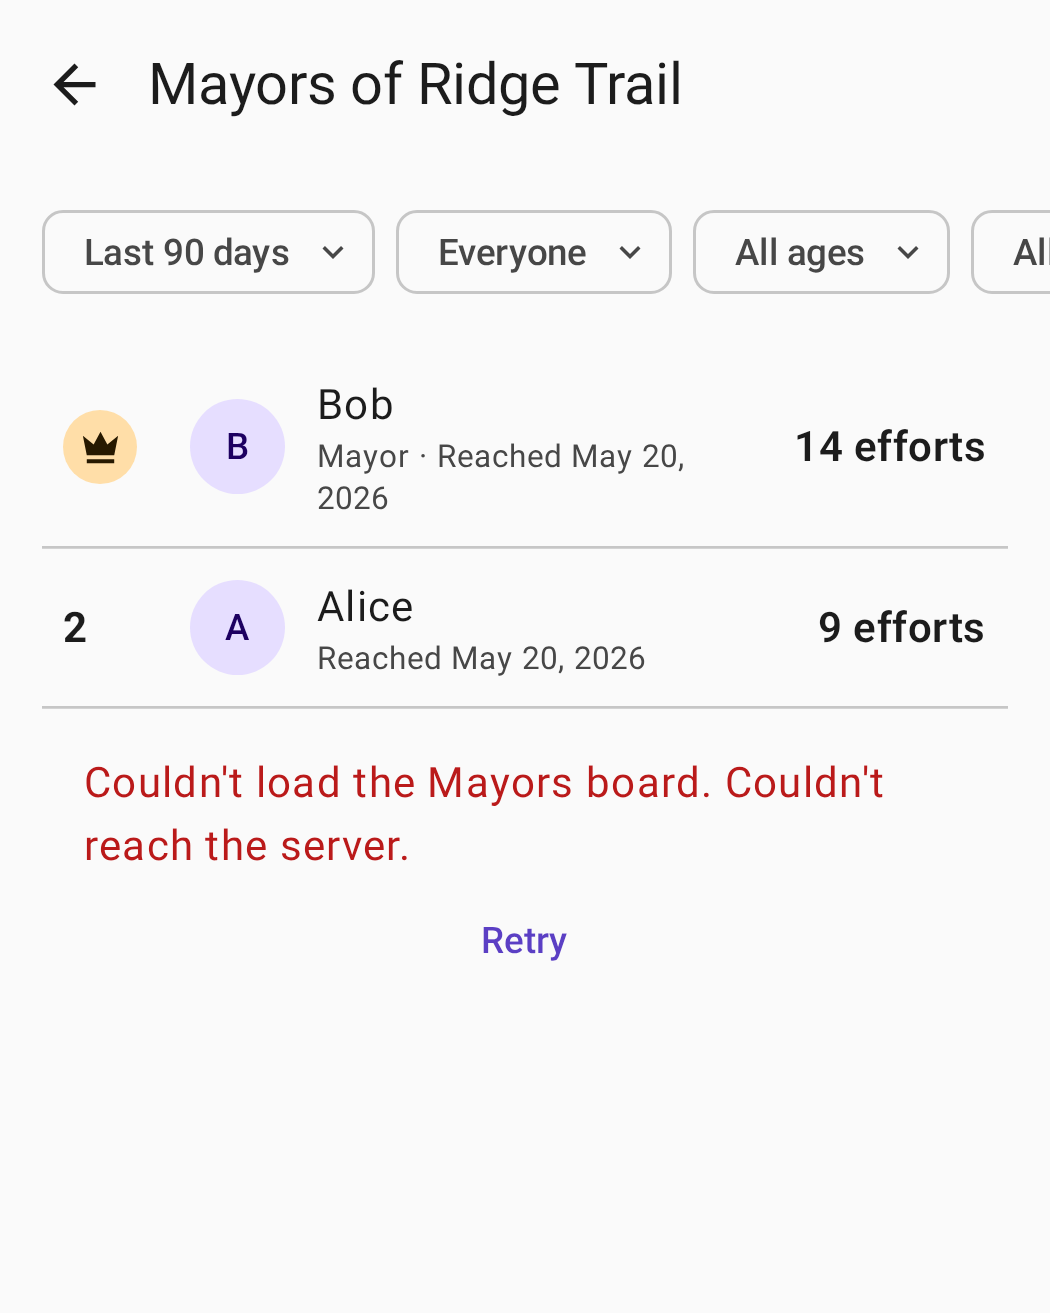 Mayors of Ridge Trail
Last 90 days
Everyone
All ages
All
Bob
Mayor · Reached May 20,
2026
B
14 efforts
2
A
Alice
Reached May 20, 2026
9 efforts
Couldn't load the Mayors board. Couldn't
reach the server.
Retry